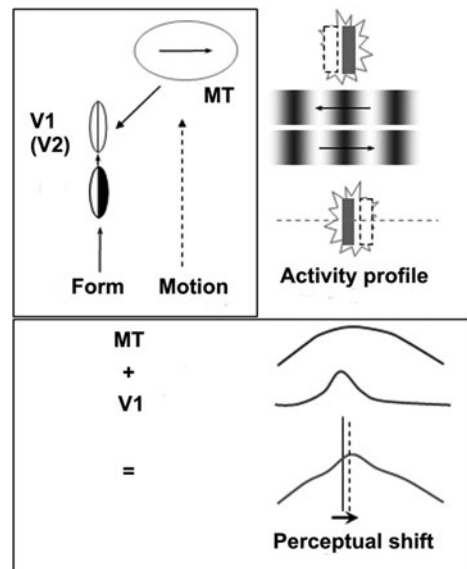 MT
V1
(V2)
Form
Motion
Activity profile
MT
+
V1
=
Perceptual shift